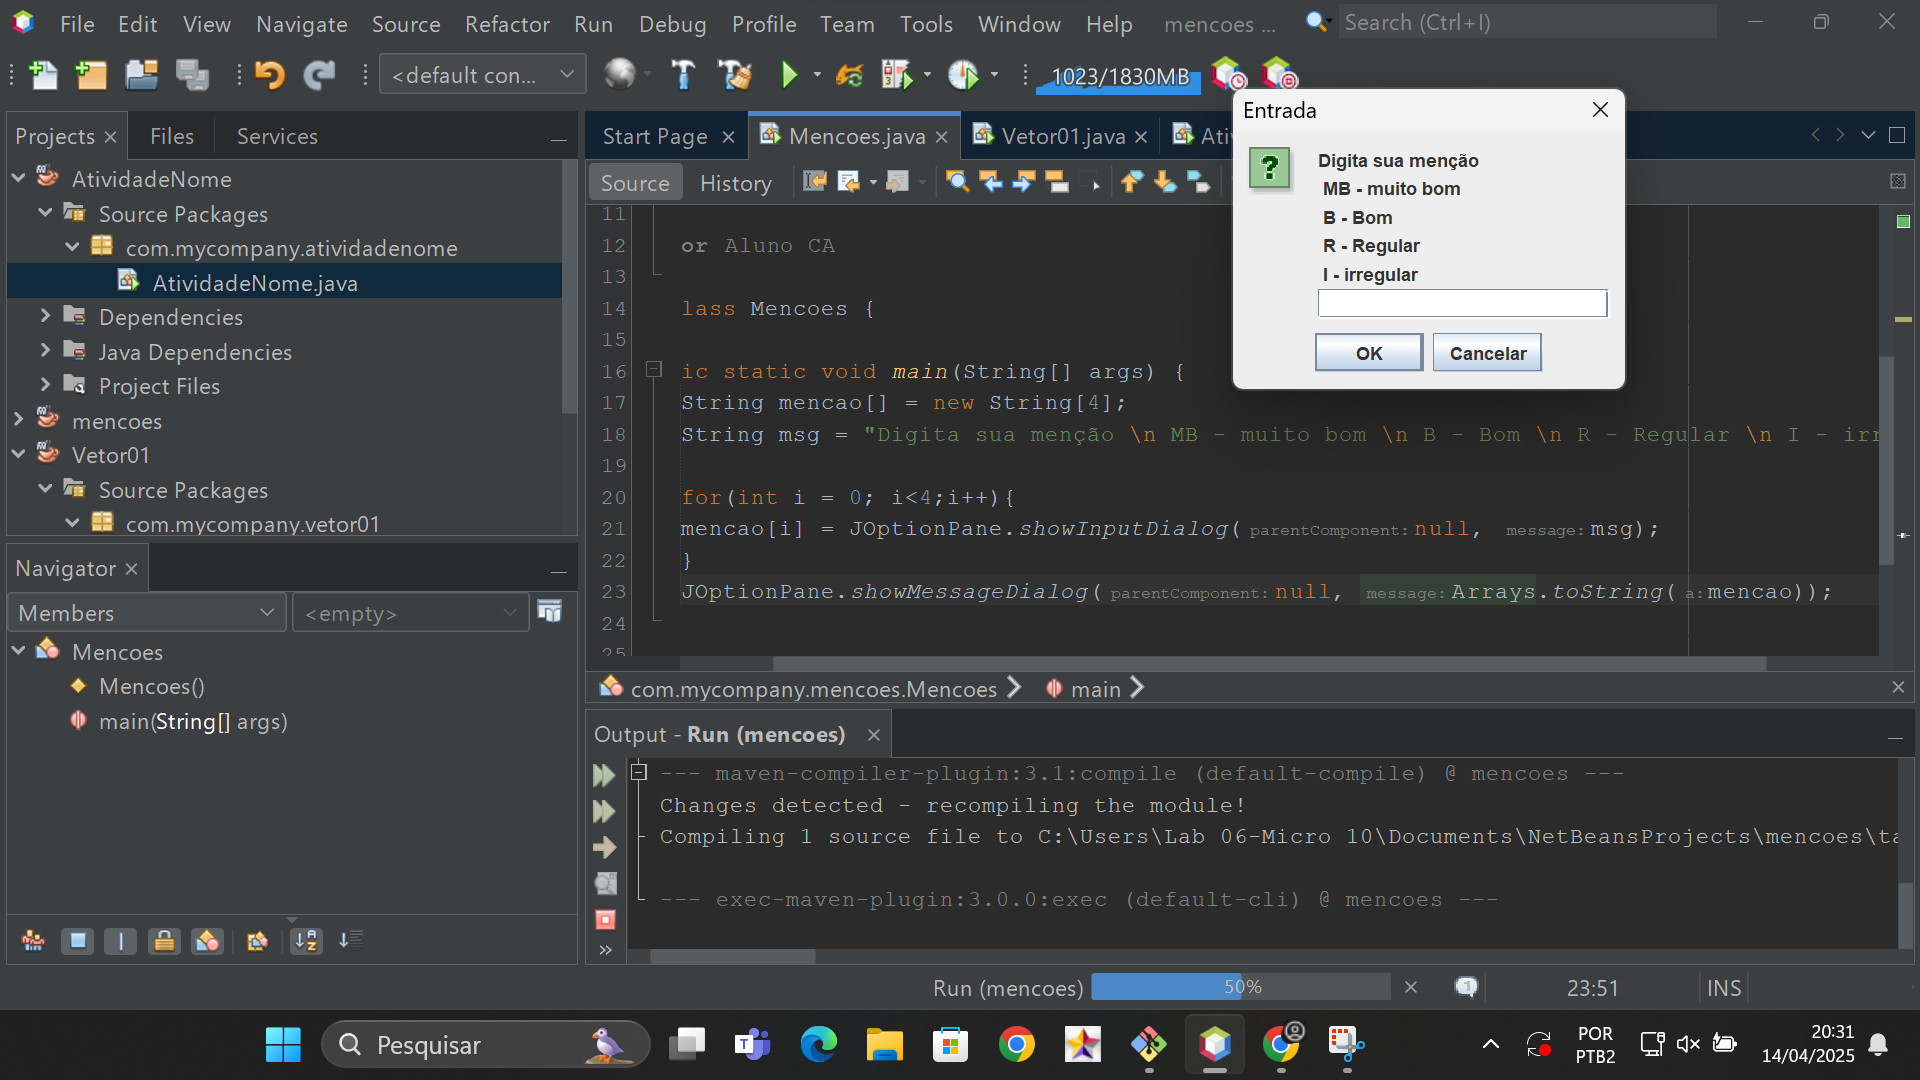 File Edit View Navigate Source Refactor Run Debug Profile Team Tools Window Help mencoes ... Search (Ctrl+I)
<default con... 1023/1830MB
Projects Files Services
AtividadeNome
Source Packages
com.mycompany.atividadenome
AtividadeNome.java
Dependencies
Java Dependencies
Project Files
mencoes
Vetor01
Source Packages
com.mycompany.vetor01
Navigator
Members <empty>
Mencoes
Mencoes()
main(String[] args)
Start Page Mencoes.java Vetor01.java Ati
Source History
11
12 or Aluno CA
13
14 lass Mencoes {
15
16 ic static void main(String[] args) {
17 String mencao[] = new String[4];
18 String msg = "Digita sua menção \n MB - muito bom \n B - Bom \n R - Regular \n I - irr
19
20 for(int i = 0; i<4;i++){
21 mencao[i] = JOptionPane.showInputDialog( parentComponent: null, message: msg);
22 }
23 JOptionPane.showMessageDialog( parentComponent: null, message: Arrays.toString( a: mencao));
24
25
com.mycompany.mencoes.Mencoes main
Entrada
Digita sua menção
MB - muito bom
B - Bom
R - Regular
I - irregular
OK Cancelar
Output - Run (mencoes)
--- maven-compiler-plugin:3.1:compile (default-compile) @ mencoes ---
Changes detected - recompiling the module!
Compiling 1 source file to C:\Users\Lab 06-Micro 10\Documents\NetBeansProjects\mencoes\ta
--- exec-maven-plugin:3.0.0:exec (default-cli) @ mencoes ---
Run (mencoes) 50% 1 23:51 INS
Pesquisar
POR
PTB2
20:31
14/04/2025